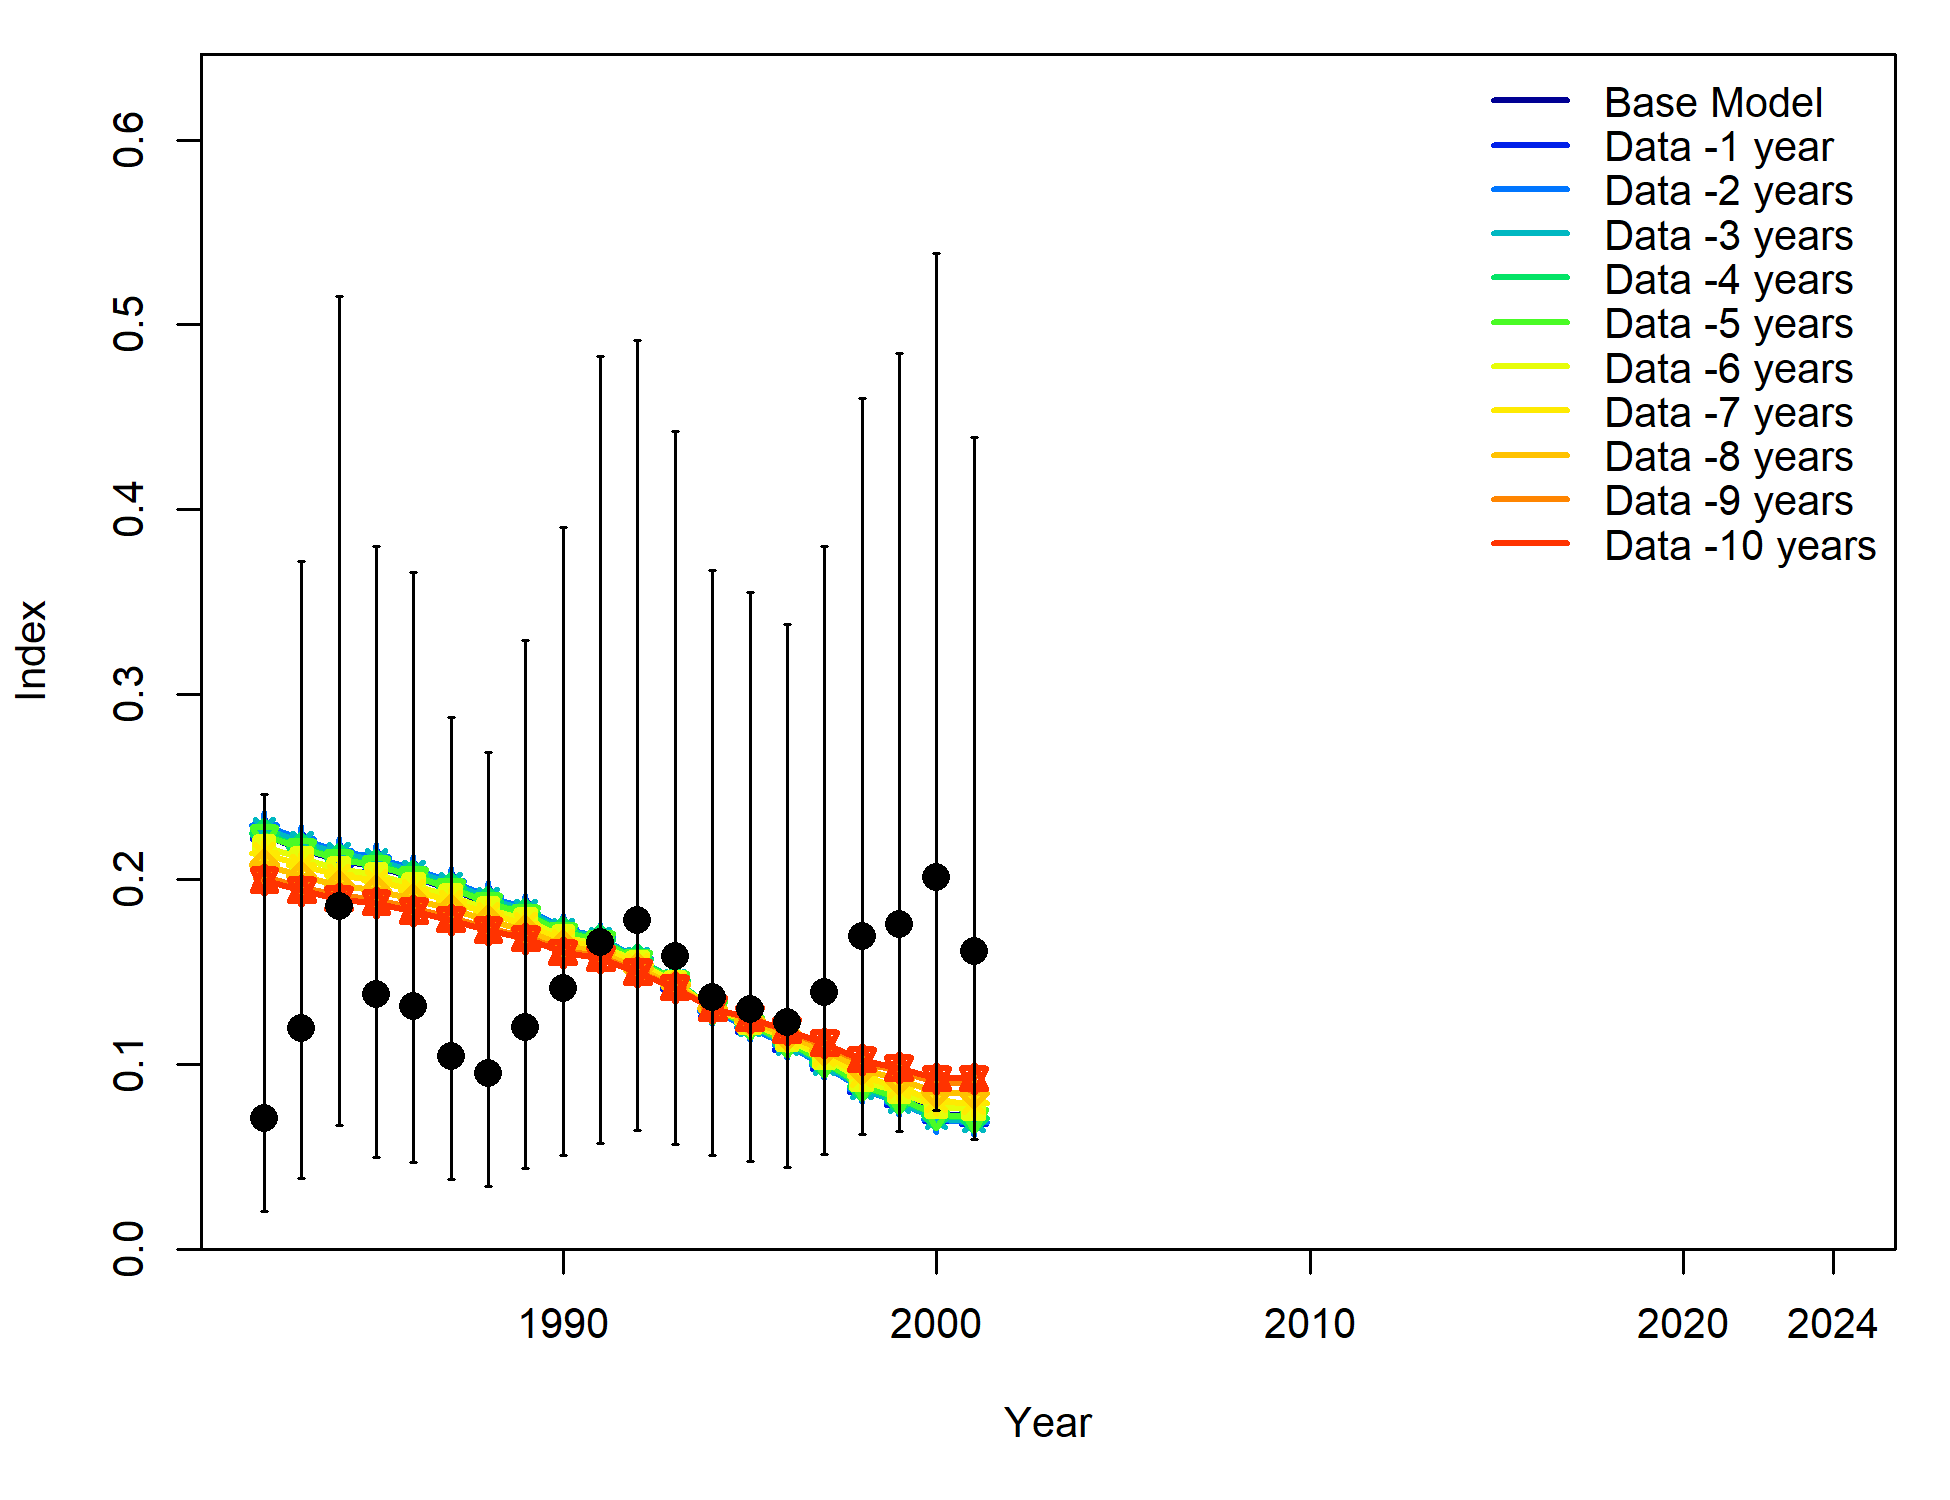 Base Model
Data -1 year
Data -2 years
Data -3 years
Data -4 years
Data -5 years
Data -6 years
Data -7 years
Data -8 years
Data -9 years
Data -10 years
0.6
0.5
0.4
0.3
0.2
0.1
0.0
Index
1990 2000 2010 2020 2024
Year